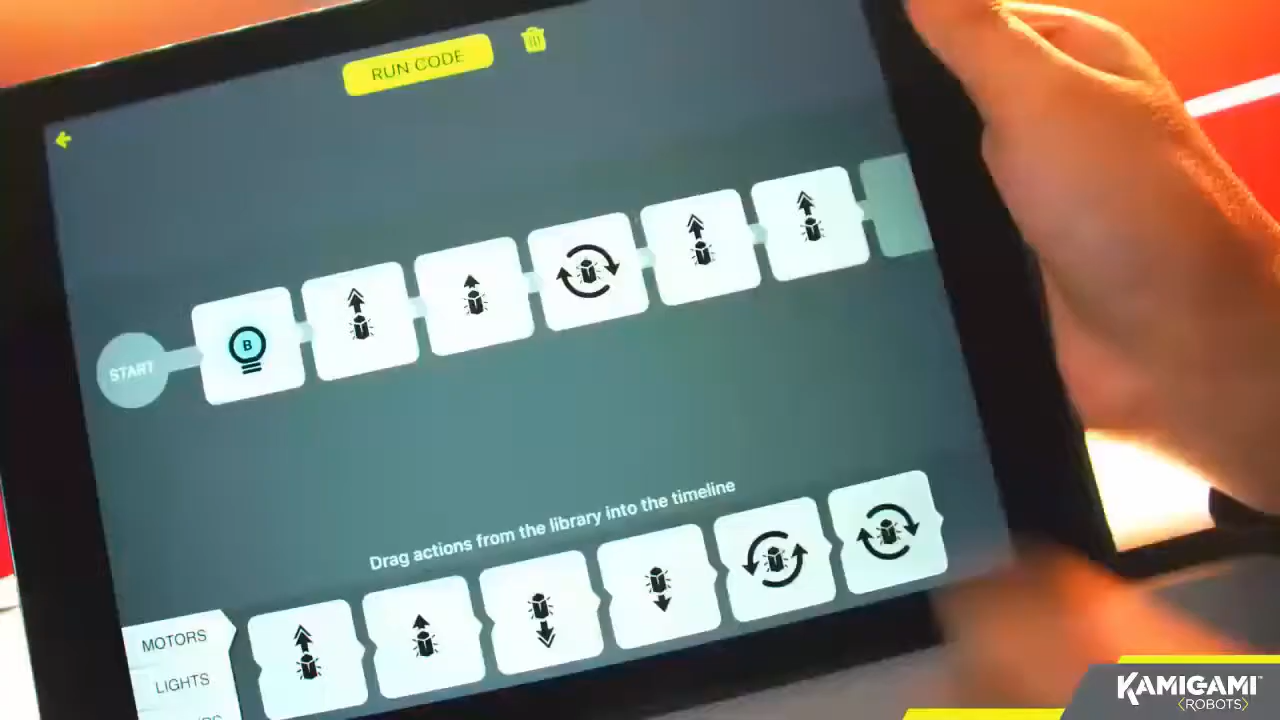 RUN CODE
START
B
Drag actions from the library into the timeline
MOTORS
LIGHTS
KAMIGAMI
<ROBOTS>